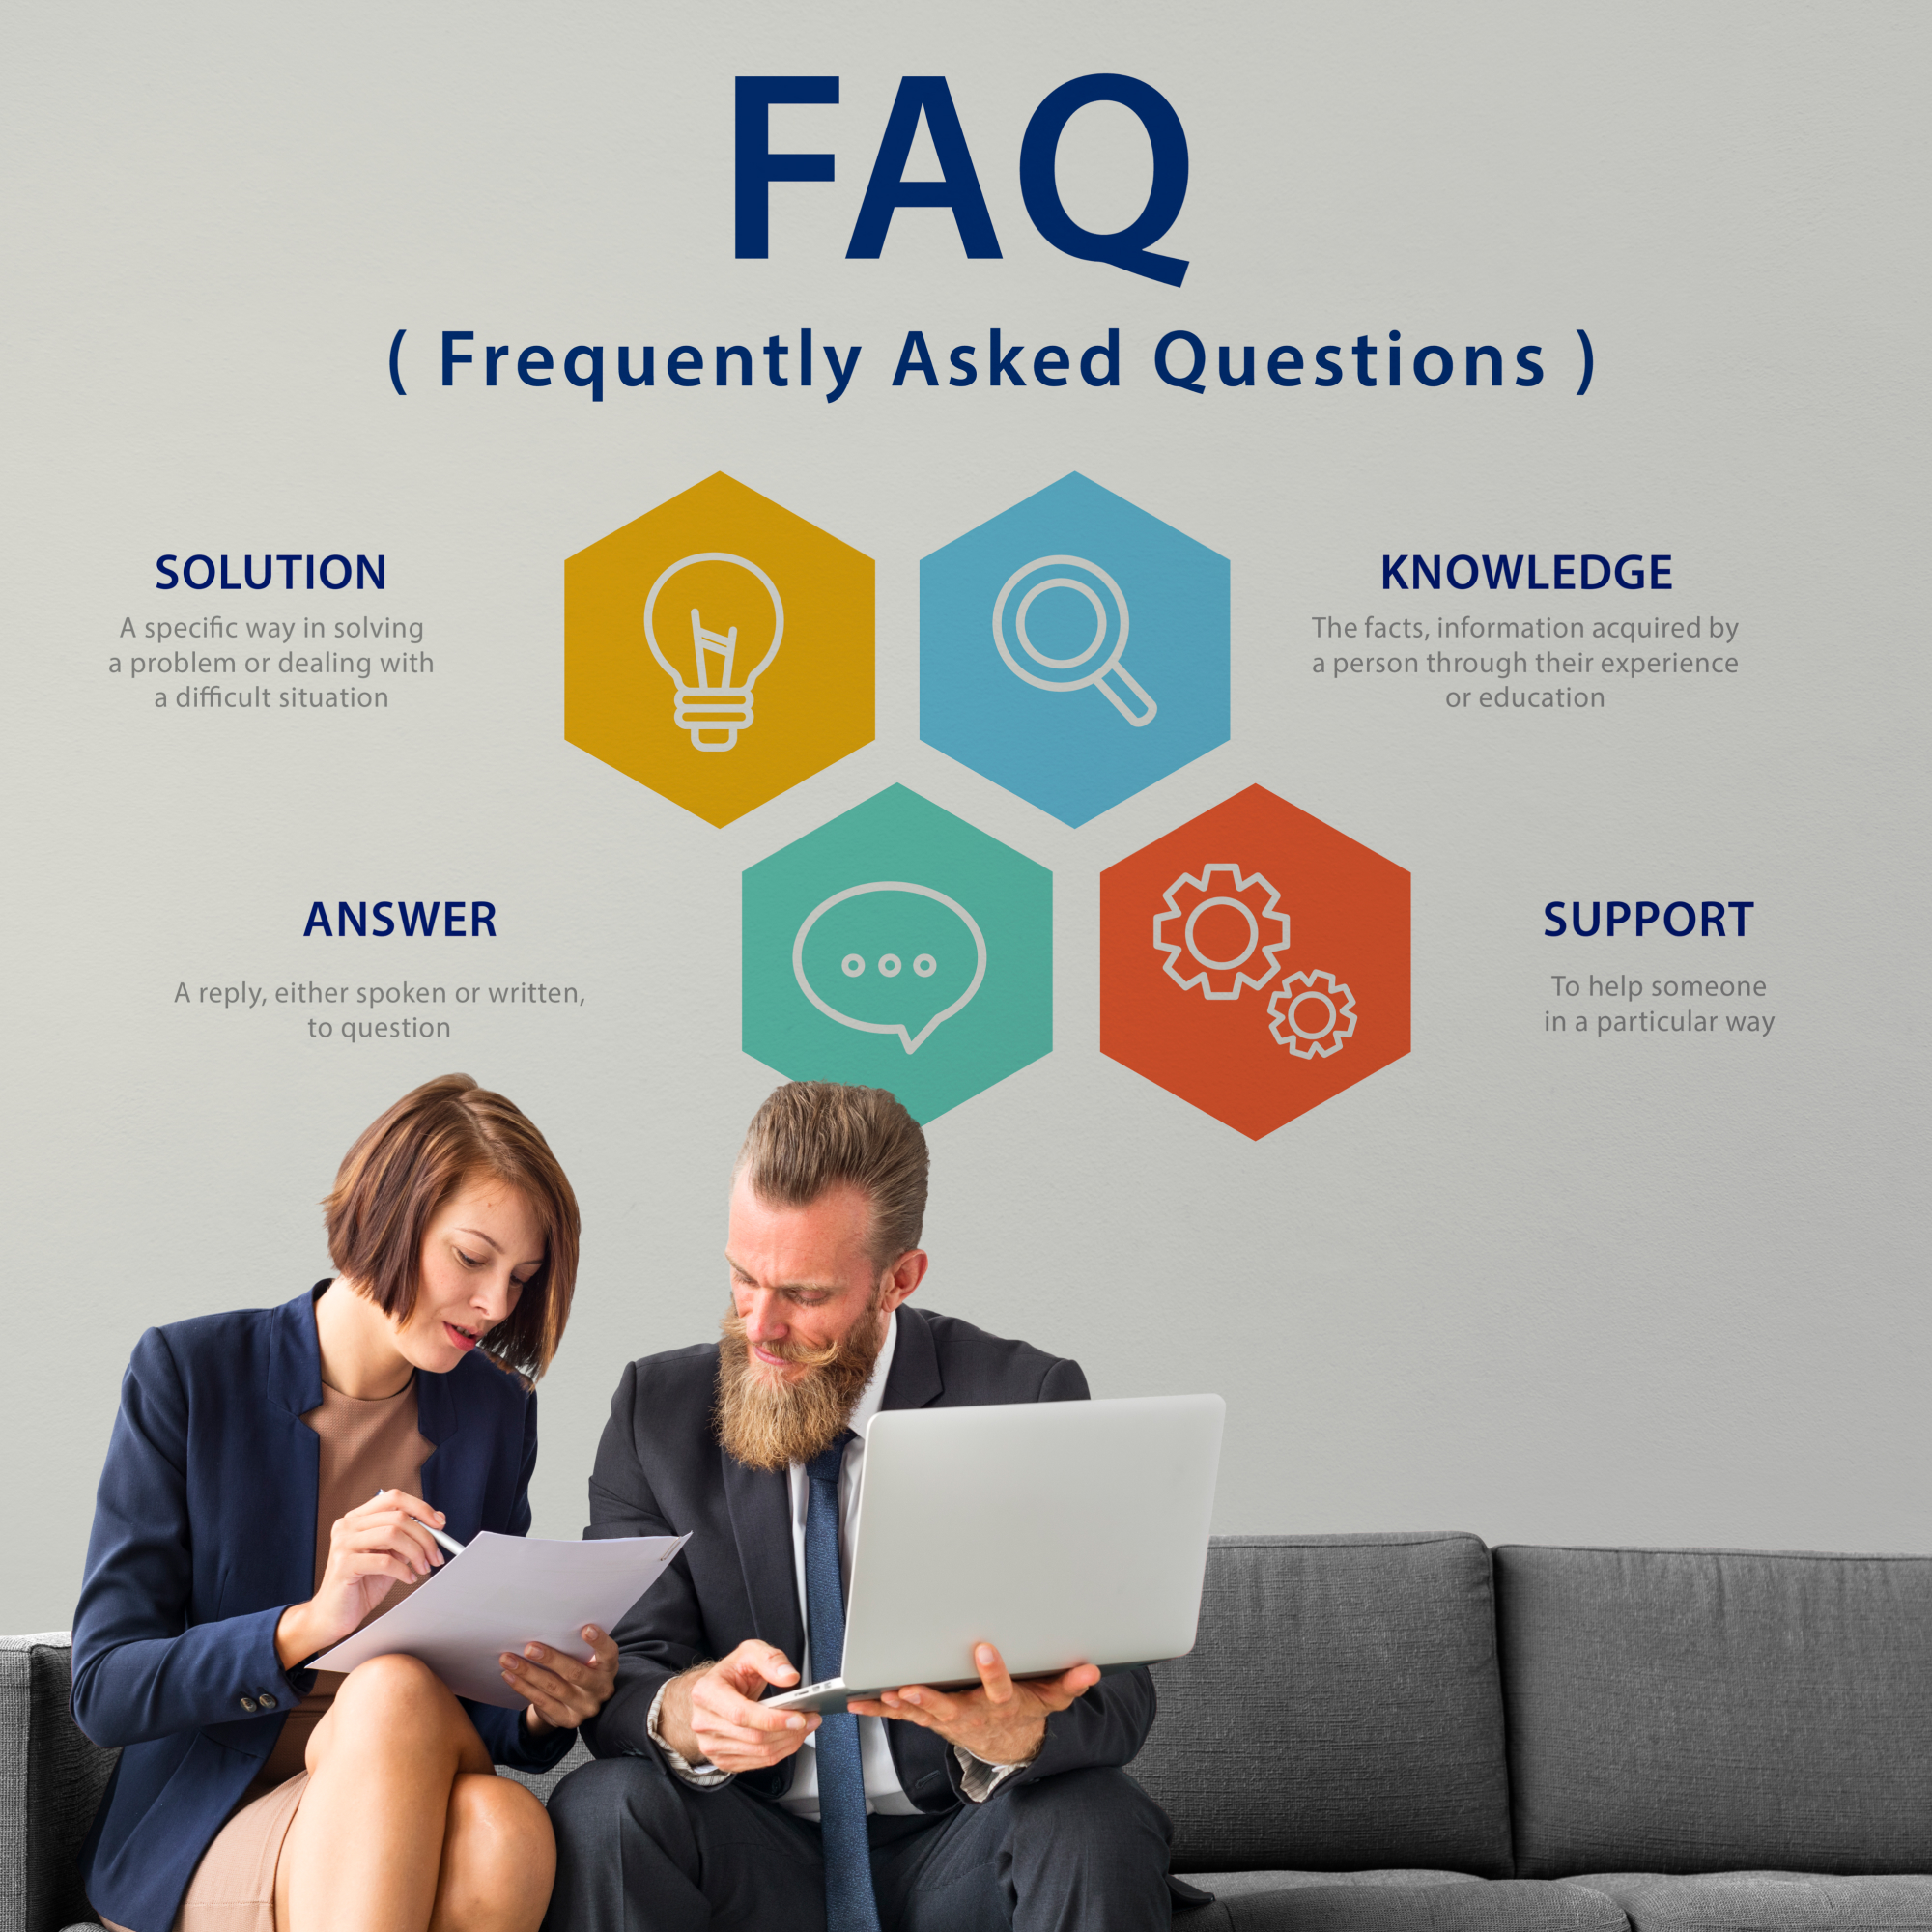 FAQ
( Frequently Asked Questions )
SOLUTION
A specific way in solving
a problem or dealing with
a difficult situation
KNOWLEDGE
The facts, information acquired by
a person through their experience
or education
ANSWER
A reply, either spoken or written,
to question
SUPPORT
To help someone
in a particular way